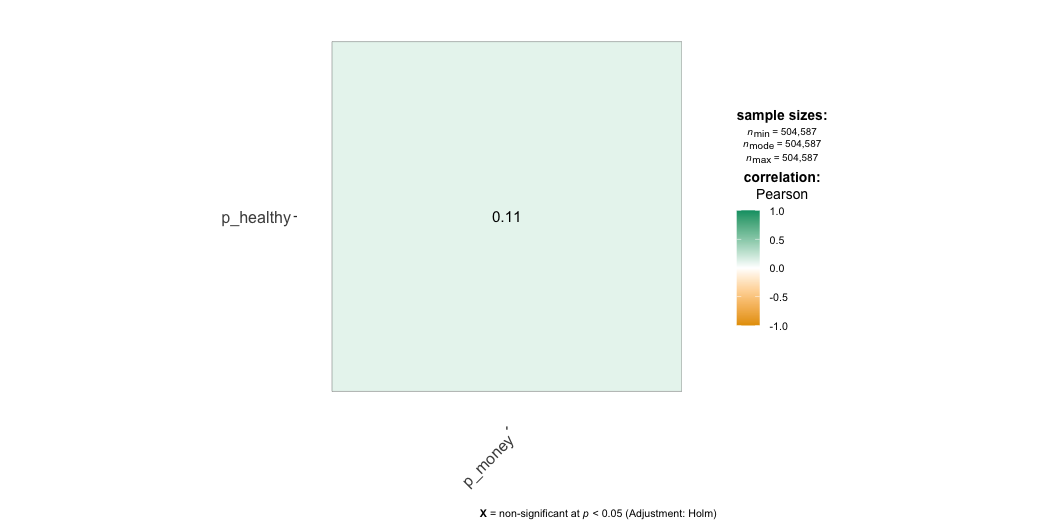 sample sizes:
nmin = 504,587
nmode = 504,587
nmax = 504,587
correlation:
Pearson
1.0
0.5
0.0
-0.5
-1.0
p_healthy
0.11
p_money
X = non-significant at p < 0.05 (Adjustment: Holm)